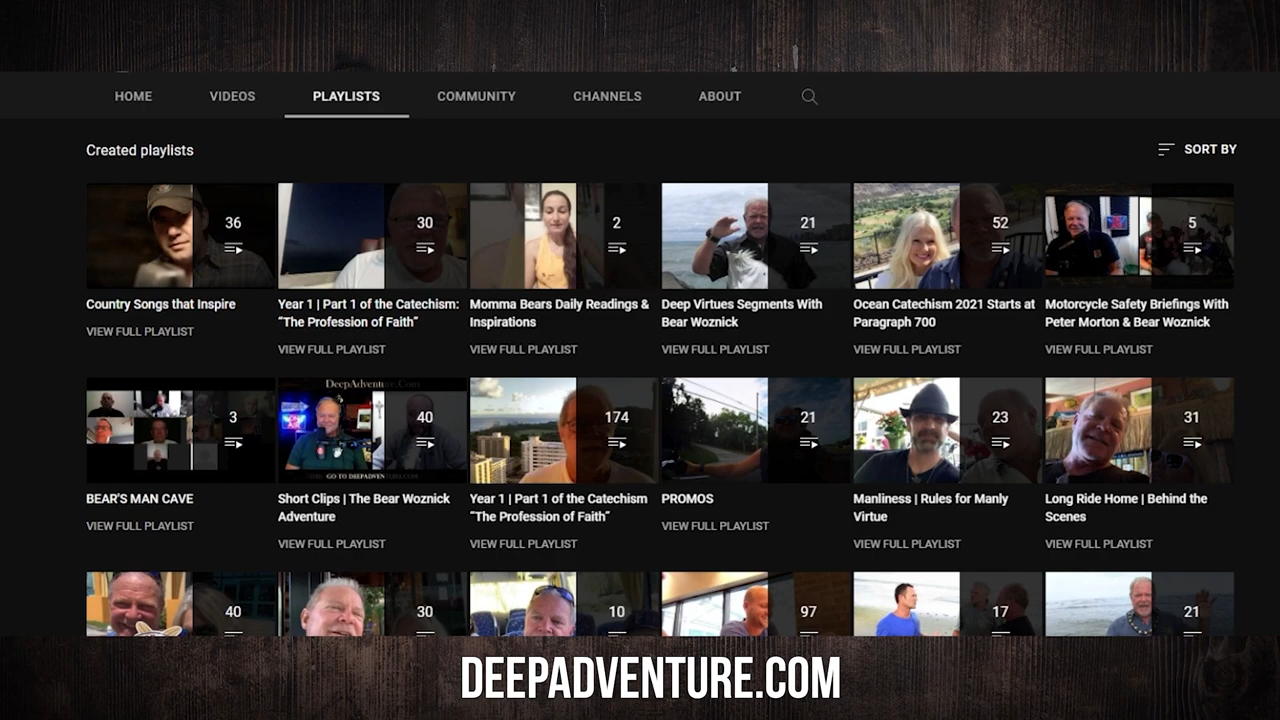 HOME VIDEOS PLAYLISTS COMMUNITY CHANNELS ABOUT
Created playlists SORT BY
36 30 2 21 52 5
Country Songs that Inspire Year 1 | Part 1 of the Catechism: Momma Bears Daily Readings & Deep Virtues Segments With Ocean Catechism 2021 Starts at Motorcycle Safety Briefings With
"The Profession of Faith" Inspirations Bear Woznick Paragraph 700 Peter Morton & Bear Woznick
VIEW FULL PLAYLIST
VIEW FULL PLAYLIST VIEW FULL PLAYLIST VIEW FULL PLAYLIST VIEW FULL PLAYLIST VIEW FULL PLAYLIST
DeepAdventure.Com
3 40 174 21 23 31
GO TO DEEPADVENTURE.COM
BEAR'S MAN CAVE Short Clips | The Bear Woznick Year 1 | Part 1 of the Catechism PROMOS Manliness | Rules for Manly Long Ride Home | Behind the
Adventure "The Profession of Faith" Virtue Scenes
VIEW FULL PLAYLIST VIEW FULL PLAYLIST
VIEW FULL PLAYLIST VIEW FULL PLAYLIST VIEW FULL PLAYLIST VIEW FULL PLAYLIST
40 30 10 97 17 21
DEEPADVENTURE.COM